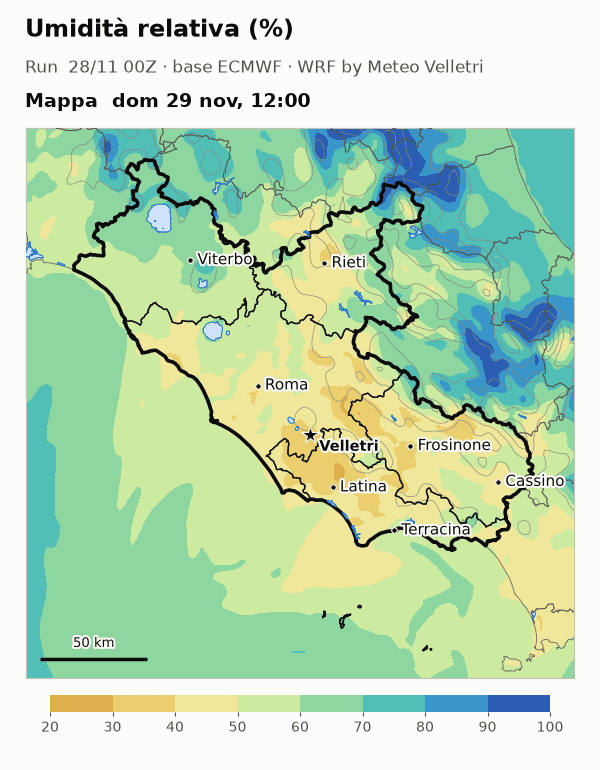 Umidità relativa (%)
Run  28/11 00Z · base ECMWF · WRF by Meteo Velletri
Mappa  dom 29 nov, 12:00
Viterbo
Rieti
Roma
Velletri
Frosinone
Latina
Cassino
Terracina
50 km
20 30 40 50 60 70 80 90 100